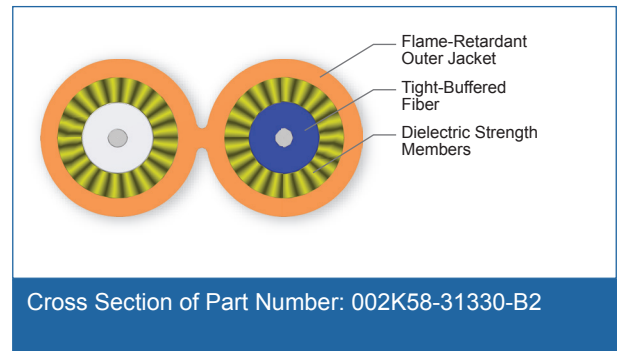 Flame-Retardant
Outer Jacket
Tight-Buffered
Fiber
Dielectric Strength
Members
Cross Section of Part Number: 002K58-31330-B2